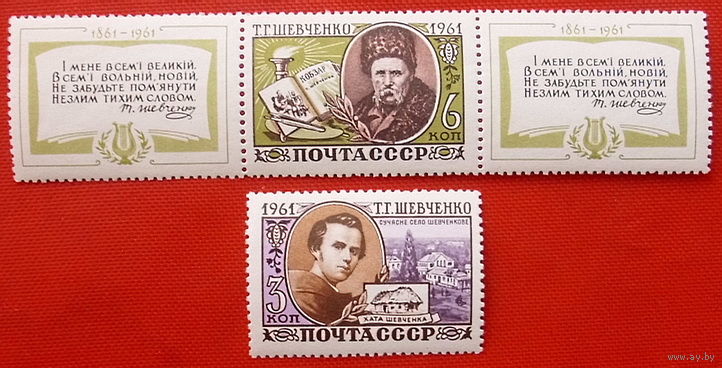 1861–1961
І МЕНЕ В СЕМ'Ї ВЕЛИКІЙ,
В СЕМ'Ї ВОЛЬНІЙ, НОВІЙ,
НЕ ЗАБУДЬТЕ ПОМ'ЯНУТИ
НЕЗЛИМ ТИХИМ СЛОВОМ.
Т. Шевченко
Т.Г. ШЕВЧЕНКО 1961
КОБЗАР
6
КОП
ПОЧТА СССР
1861–1961
І МЕНЕ В СЕМ'Ї ВЕЛИКІЙ,
В СЕМ'Ї ВОЛЬНІЙ, НОВІЙ,
НЕ ЗАБУДЬТЕ ПОМ'ЯНУТИ
НЕЗЛИМ ТИХИМ СЛОВОМ.
Т. Шевченко
1961 Т.Г. ШЕВЧЕНКО
СУЧАСНЕ СЕЛО ШЕВЧЕНКОВЕ
3
КОП
ХАТА ШЕВЧЕНКА
ПОЧТА СССР
www.ay.by